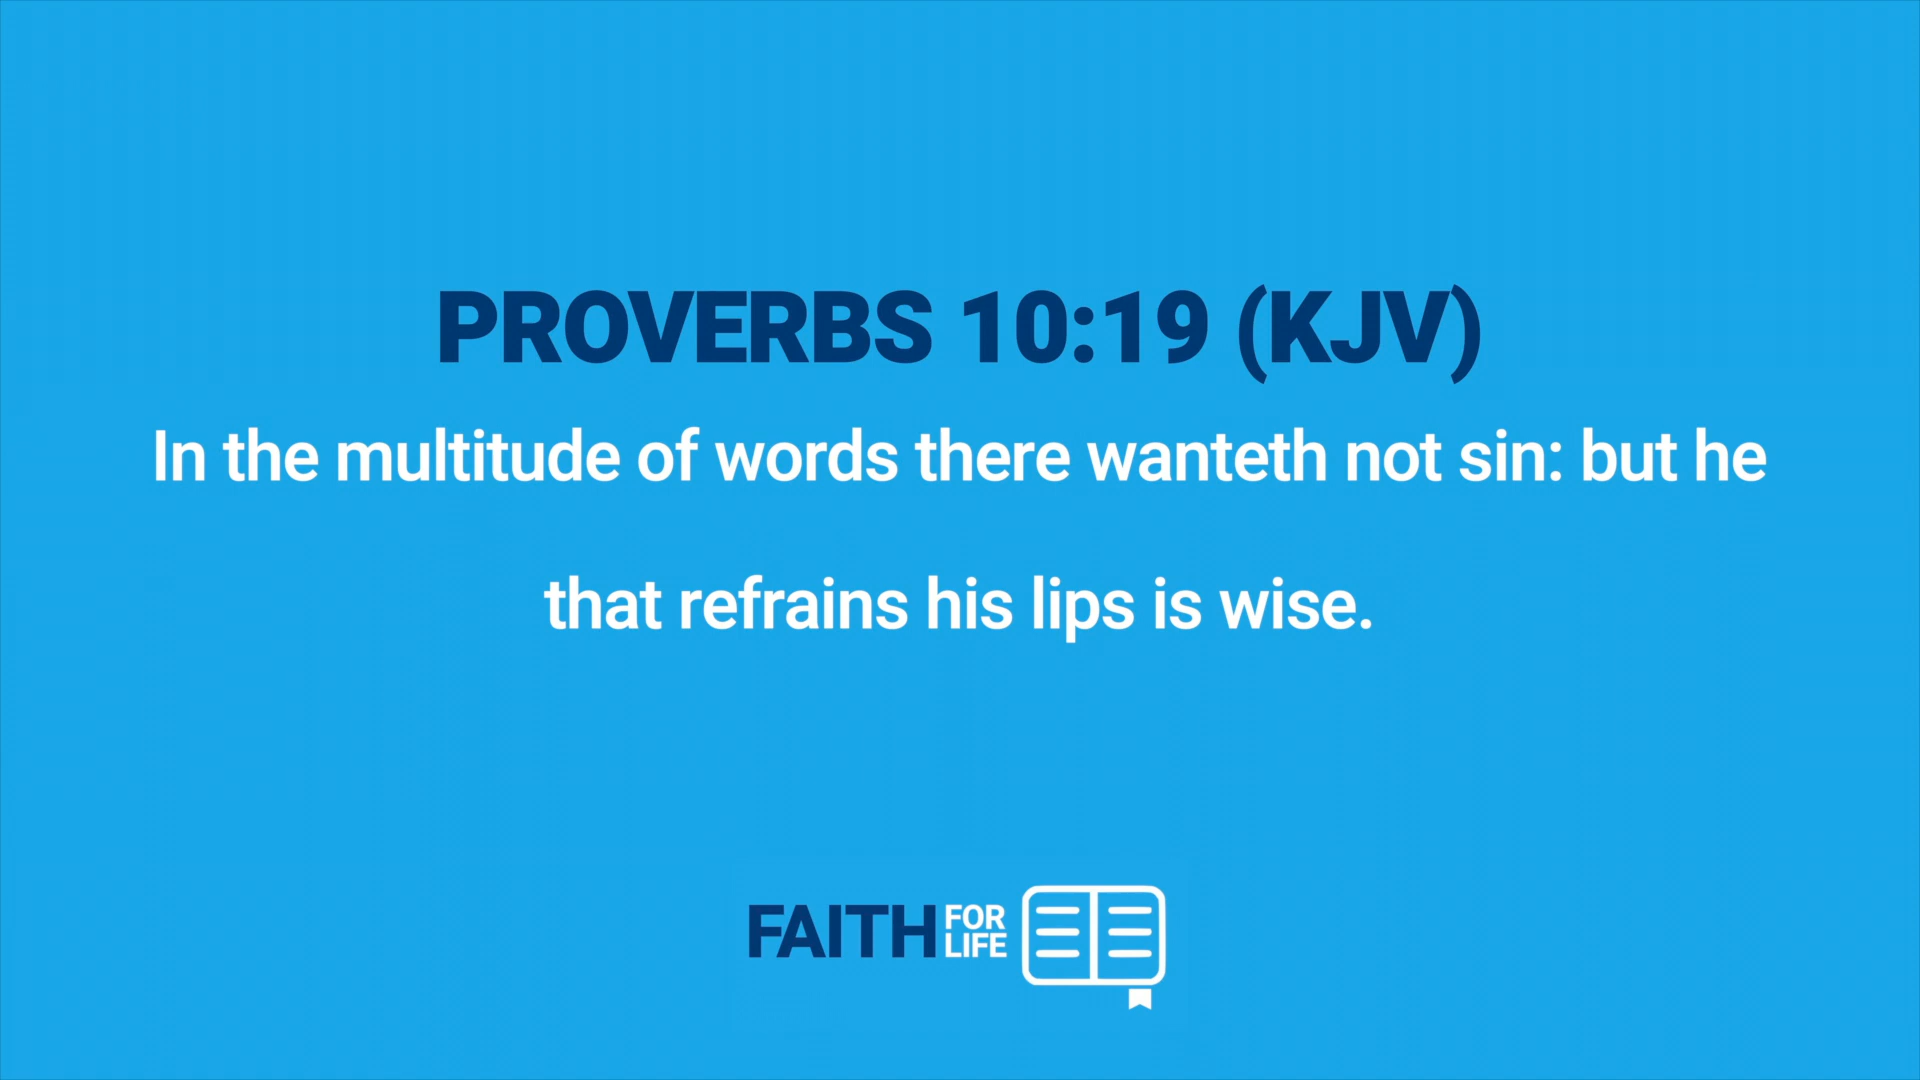 PROVERBS 10:19 (KJV)
In the multitude of words there wanteth not sin: but he
that refrains his lips is wise.
FAITH FOR LIFE